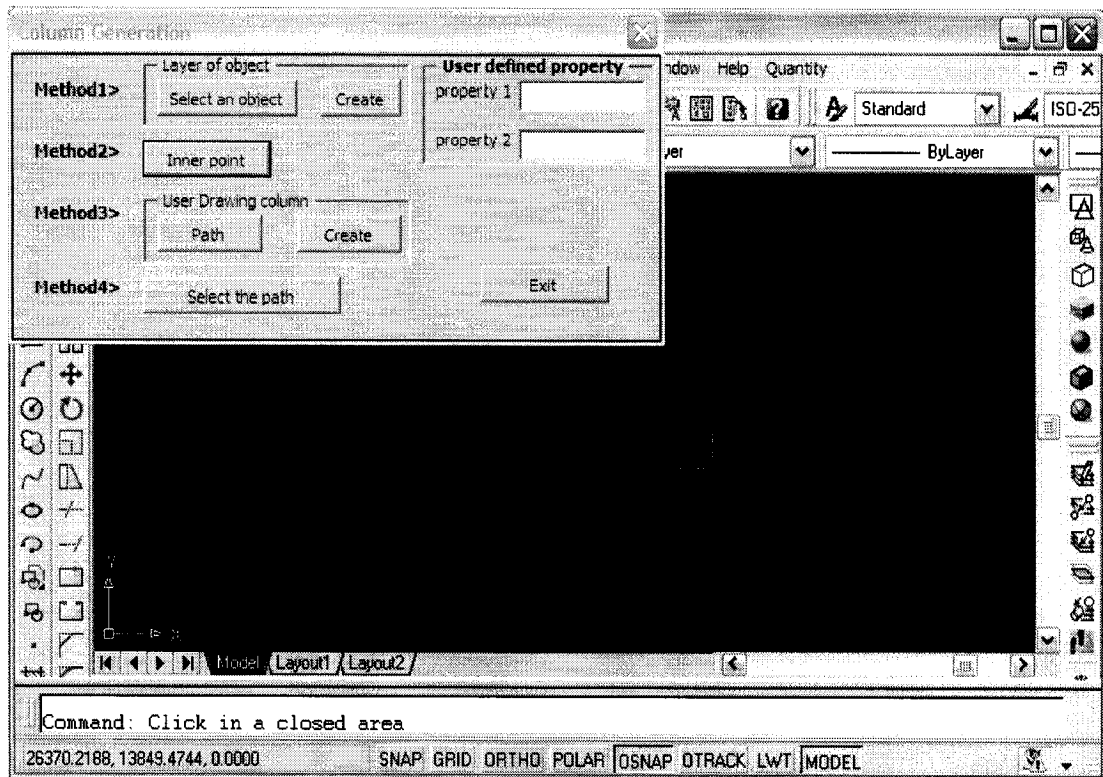 Column Generation
Layer of object
User defined property
Method1>
Select an object
Create
property 1
Method2>
Inner point
property 2
Method3>
User Drawing column
Path
Create
Method4>
Select the path
Exit
ndow Help Quantity
Standard
ISO-25
yer
ByLayer
Y
X
Model Layout1 Layout2
Command: Click in a closed area
26370.2188, 13849.4744, 0.0000
SNAP GRID ORTHO POLAR OSNAP OTRACK LWT MODEL